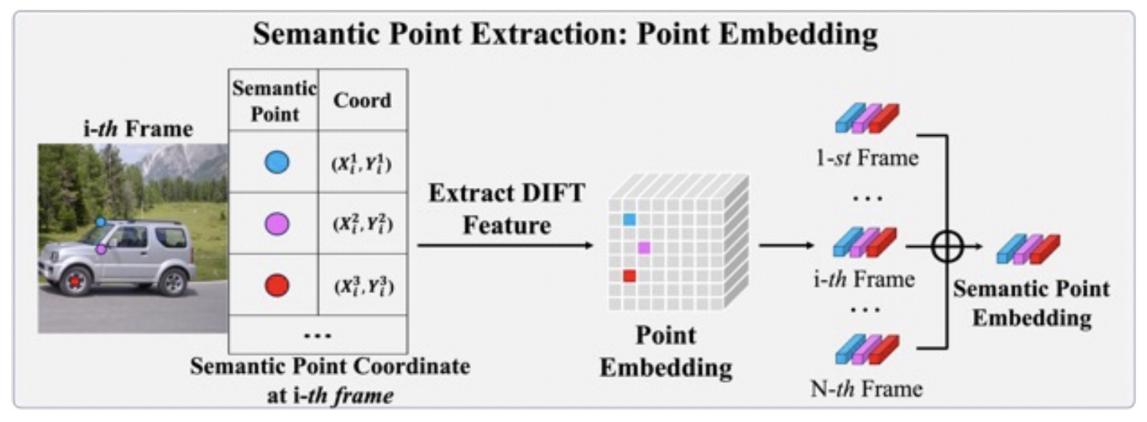 Semantic Point Extraction: Point Embedding
i-th Frame
Semantic
Point
Coord
(X_i^1, Y_i^1)
(X_i^2, Y_i^2)
(X_i^3, Y_i^3)
...
Semantic Point Coordinate
at i-th frame
Extract DIFT
Feature
Point
Embedding
1-st Frame
...
i-th Frame
...
N-th Frame
Semantic Point
Embedding